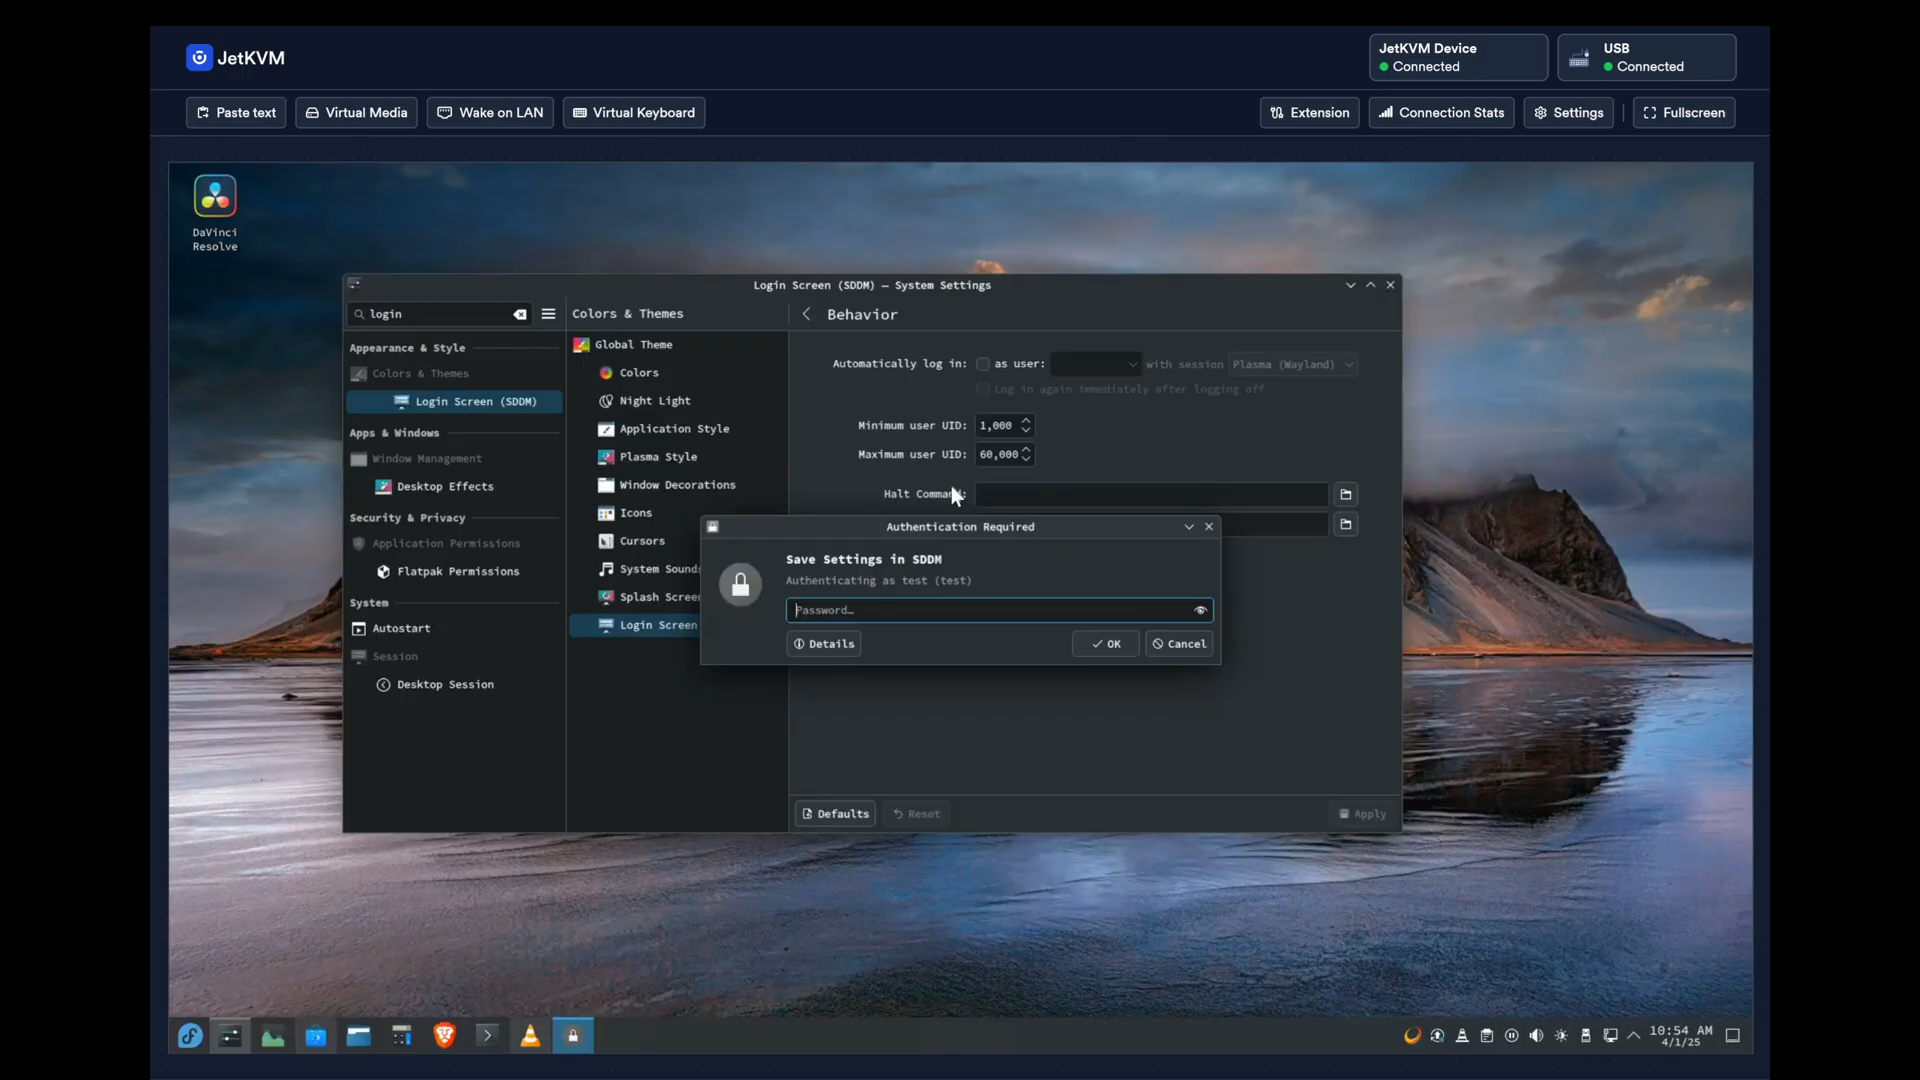 JetKVM
JetKVM Device
Connected
USB
Connected
Paste text
Virtual Media
Wake on LAN
Virtual Keyboard
Extension
Connection Stats
Settings
Fullscreen
DaVinci
Resolve
Login Screen (SDDM) — System Settings
login
Colors & Themes
Behavior
Appearance & Style
Colors & Themes
Login Screen (SDDM)
Apps & Windows
Window Management
Desktop Effects
Security & Privacy
Application Permissions
Flatpak Permissions
System
Autostart
Session
Desktop Session
Global Theme
Colors
Night Light
Application Style
Plasma Style
Window Decorations
Icons
Cursors
System Sounds
Splash Screen
Login Screen
Automatically log in: as user: with session Plasma (Wayland)
Log in again immediately after logging off
Minimum user UID: 1,000
Maximum user UID: 60,000
Halt Command:
Authentication Required
Save Settings in SDDM
Authenticating as test (test)
Password…
Details
OK
Cancel
Defaults
Reset
Apply
10:54 AM
4/1/25